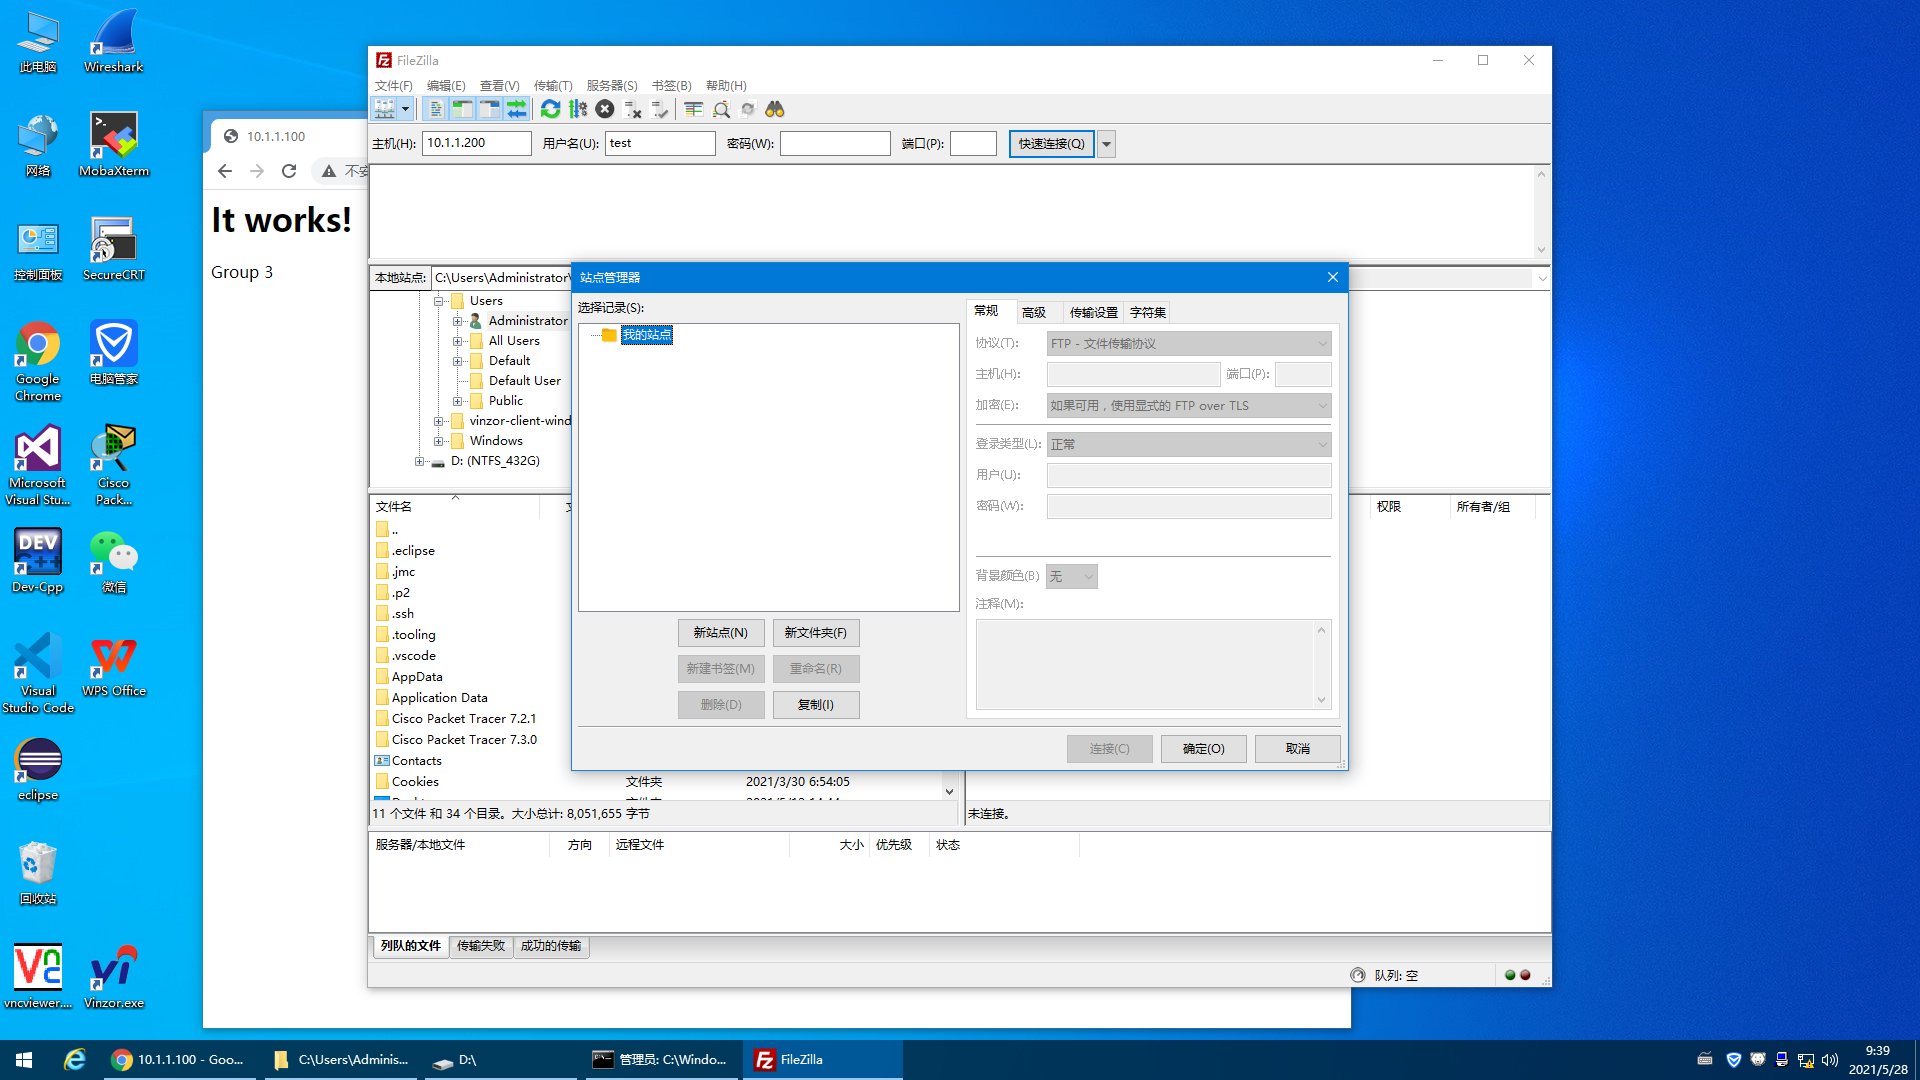 此电脑
Wireshark
网络
MobaXterm
控制面板
SecureCRT
Google
Chrome
电脑管家
Microsoft
Visual Stu...
Cisco
Pack...
DEV
C++
Dev-Cpp
微信
Visual
Studio Code
WPS Office
eclipse
回收站
vncviewer....
Vinzor.exe
10.1.1.100
不安
It works!
Group 3
FileZilla
文件(F) 编辑(E) 查看(V) 传输(T) 服务器(S) 书签(B) 帮助(H)
主机(H): 10.1.1.200 用户名(U): test 密码(W): 端口(P): 快速连接(Q)
本地站点: C:\Users\Administrator\
Users
Administrator
All Users
Default
Default User
Public
vinzor-client-wind
Windows
D: (NTFS_432G)
文件名
..
.eclipse
.jmc
.p2
.ssh
.tooling
.vscode
AppData
Application Data
Cisco Packet Tracer 7.2.1
Cisco Packet Tracer 7.3.0
Contacts
Cookies 文件夹 2021/3/30 6:54:05
11 个文件 和 34 个目录。大小总计: 8,051,655 字节
权限 所有者/组
未连接。
站点管理器
选择记录(S):
我的站点
新站点(N) 新文件夹(F)
新建书签(M) 重命名(R)
删除(D) 复制(I)
常规 高级 传输设置 字符集
协议(T): FTP - 文件传输协议
主机(H): 端口(P):
加密(E): 如果可用，使用显式的 FTP over TLS
登录类型(L): 正常
用户(U):
密码(W):
背景颜色(B) 无
注释(M):
连接(C) 确定(O) 取消
服务器/本地文件 方向 远程文件 大小 优先级 状态
列队的文件 传输失败 成功的传输
队列: 空
10.1.1.100 - Goo...
C:\Users\Adminis...
D:\
管理员: C:\Windo...
FileZilla
9:39
2021/5/28